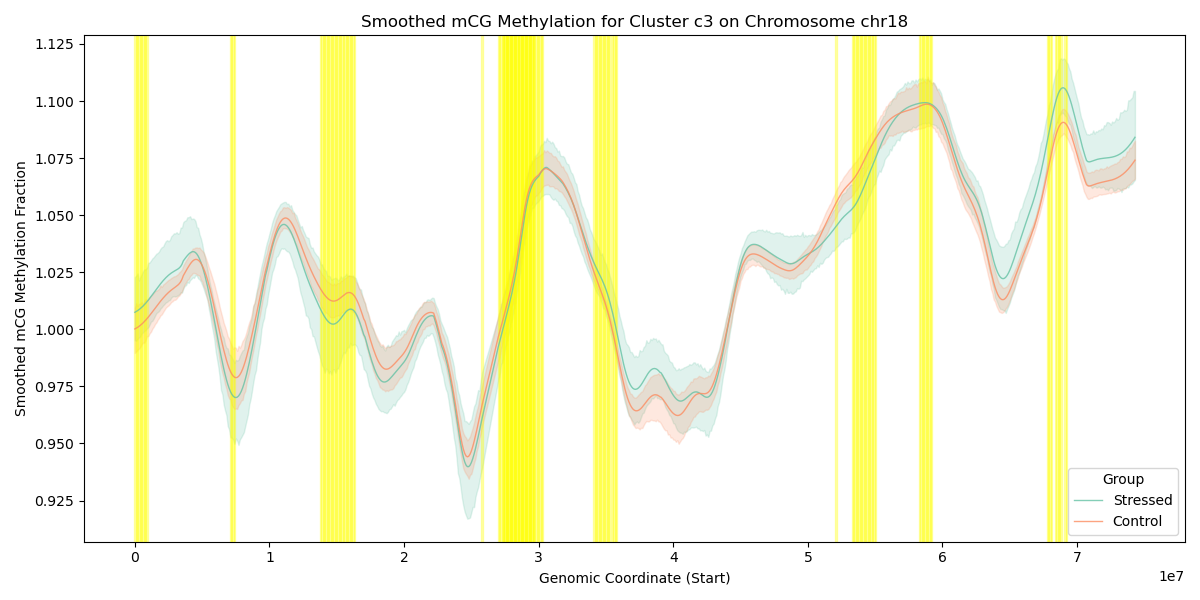 Smoothed mCG Methylation for Cluster c3 on Chromosome chr18
Smoothed mCG Methylation Fraction
1.125
1.100
1.075
1.050
1.025
1.000
0.975
0.950
0.925
Group
Stressed
Control
0 1 2 3 4 5 6 7
1e7
Genomic Coordinate (Start)